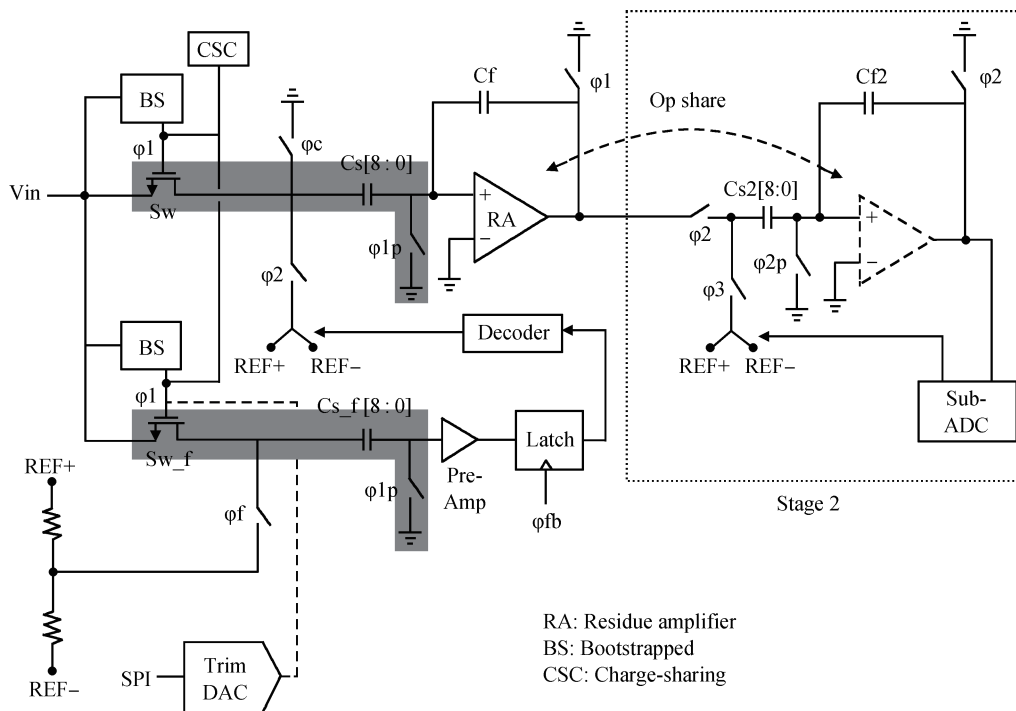 CSC
BS
φ1
Vin
Sw
φc
Cs[8 : 0]
φ1p
Cf
φ1
+
−
RA
Op share
φ2
Cs2[8:0]
φ2p
Cf2
φ2
+
−
φ2
REF+
REF−
Decoder
φ3
REF+
REF−
Sub-
ADC
Stage 2
BS
φ1
Sw_f
Cs_f[8 : 0]
φ1p
Pre-
Amp
Latch
φfb
REF+
φf
REF−
SPI
Trim
DAC
RA: Residue amplifier
BS: Bootstrapped
CSC: Charge-sharing